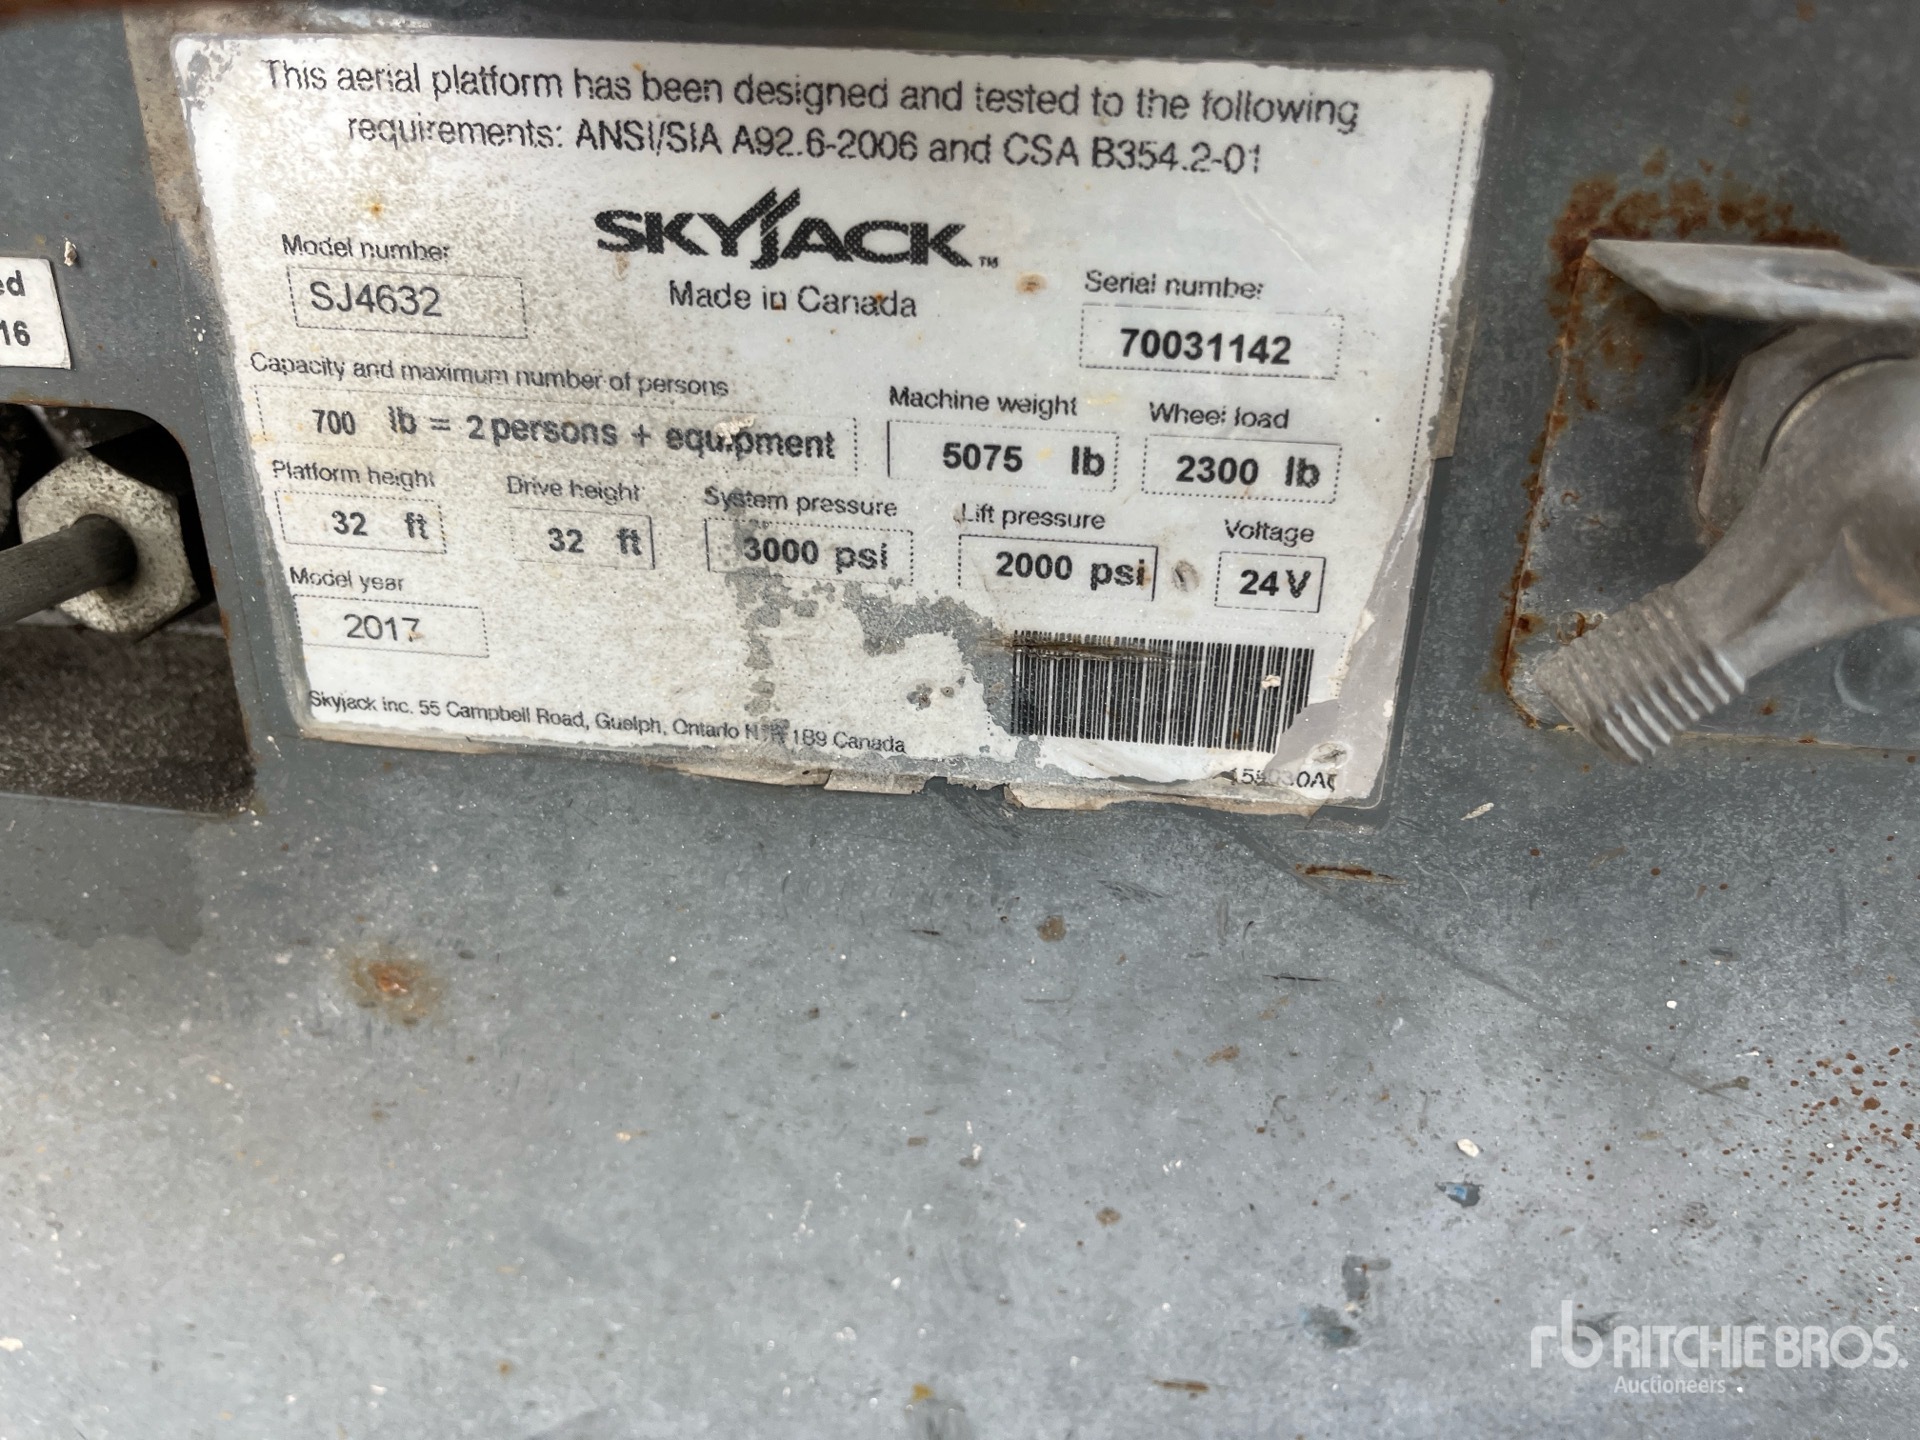 This aerial platform has been designed and tested to the following
requirements: ANSI/SIA A92.6-2006 and CSA B354.2-01
SKYJACK™
Made in Canada
Model number
SJ4632
Serial number
70031142
Capacity and maximum number of persons
700 lb = 2 persons + equipment
Machine weight
5075 lb
Wheel load
2300 lb
Platform height
32 ft
Drive height
32 ft
System pressure
3000 psi
Lift pressure
2000 psi
Voltage
24 V
Model year
2017
Skyjack inc. 55 Campbell Road, Guelph, Ontario 1B9 Canada
ed
16
rb RITCHIE BROS.
Auctioneers